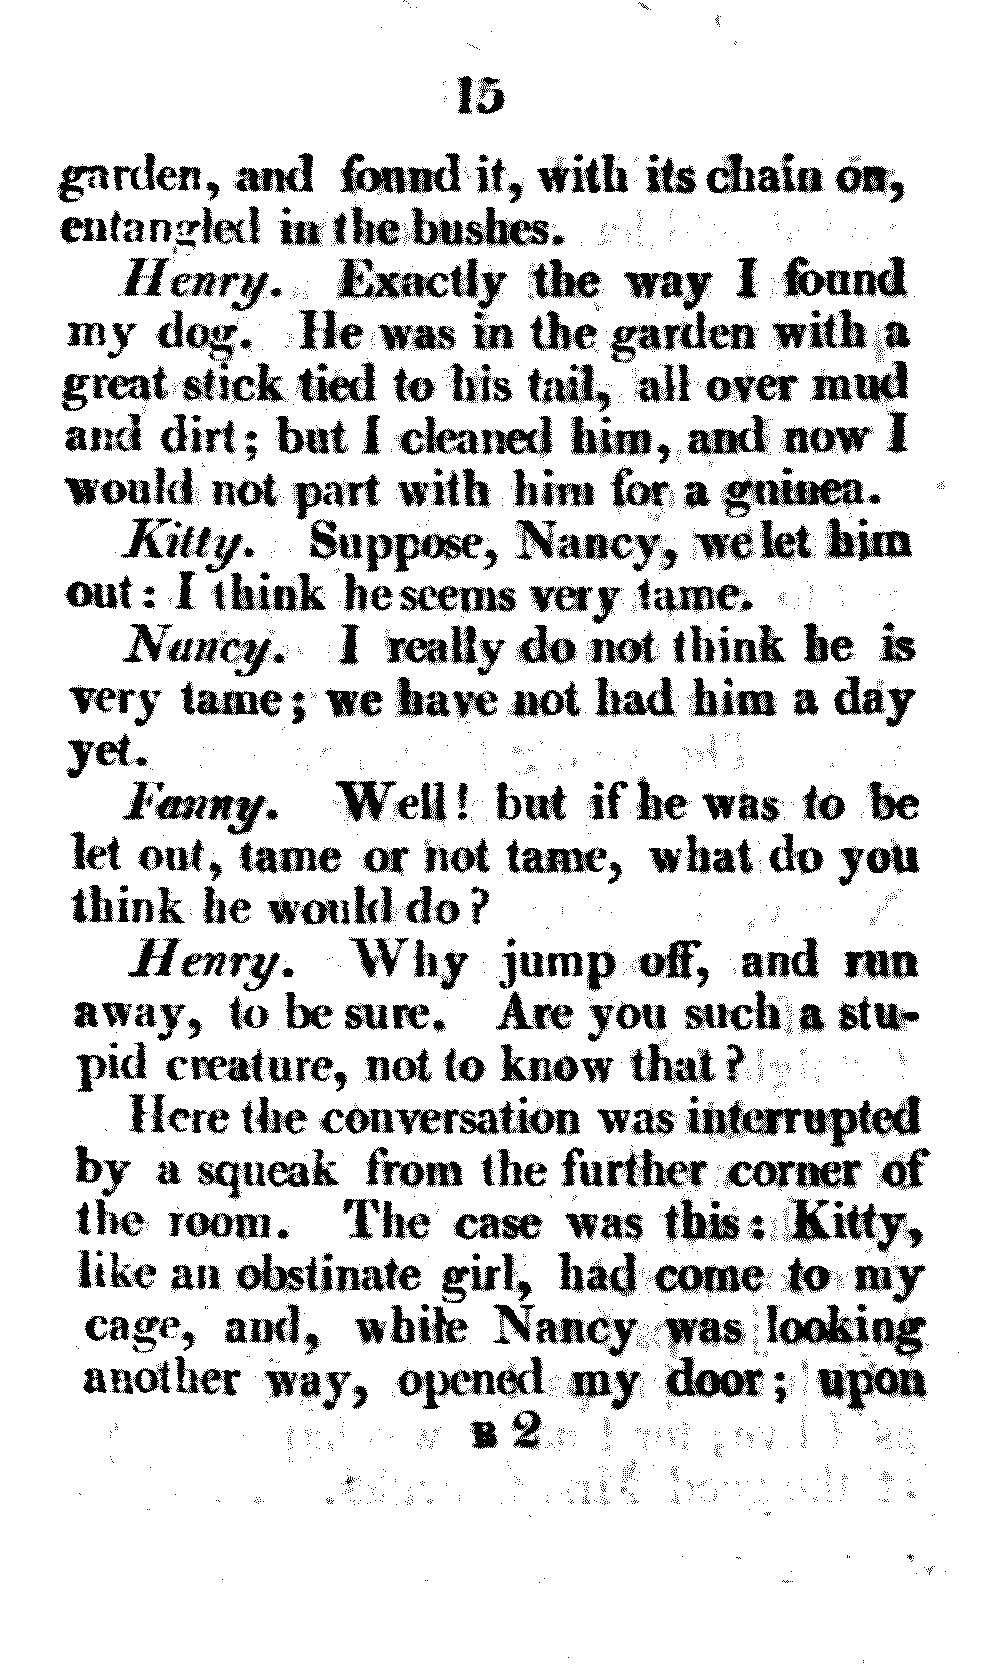 15
garden, and found it, with its chain on,
entangled in the bushes.
Henry. Exactly the way I found
my dog. He was in the garden with a
great stick tied to his tail, all over mud
and dirt; but I cleaned him, and now I
would not part with him for a guinea.
Kitty. Suppose, Nancy, we let him
out: I think he seems very tame.
Nancy. I really do not think he is
very tame; we have not had him a day
yet.
Fanny. Well! but if he was to be
let out, tame or not tame, what do you
think he would do?
Henry. Why jump off, and run
away, to be sure. Are you such a stu-
pid creature, not to know that?
Here the conversation was interrupted
by a squeak from the further corner of
the room. The case was this: Kitty,
like an obstinate girl, had come to my
cage, and, while Nancy was looking
another way, opened my door; upon
B 2